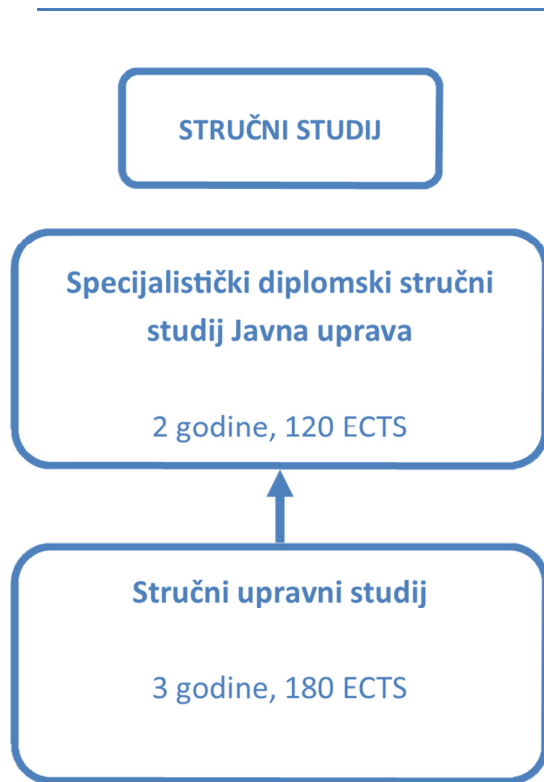 STRUČNI STUDIJ
Specijalistički diplomski stručni
studij Javna uprava
2 godine, 120 ECTS
Stručni upravni studij
3 godine, 180 ECTS